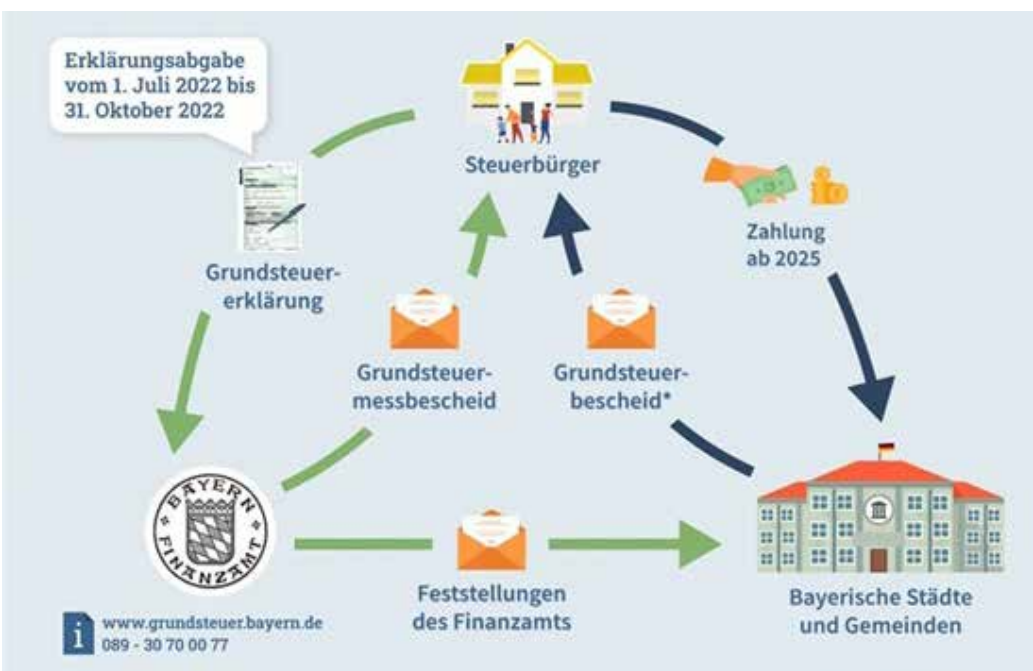 Erklärungsabgabe
vom 1. Juli 2022 bis
31. Oktober 2022
Steuerbürger
Zahlung
ab 2025
Grundsteuer-
erklärung
Grundsteuer-
messbescheid
Grundsteuer-
bescheid*
BAYERN
FINANZAMT
Feststellungen
des Finanzamts
Bayerische Städte
und Gemeinden
i
www.grundsteuer.bayern.de
089 - 30 70 00 77